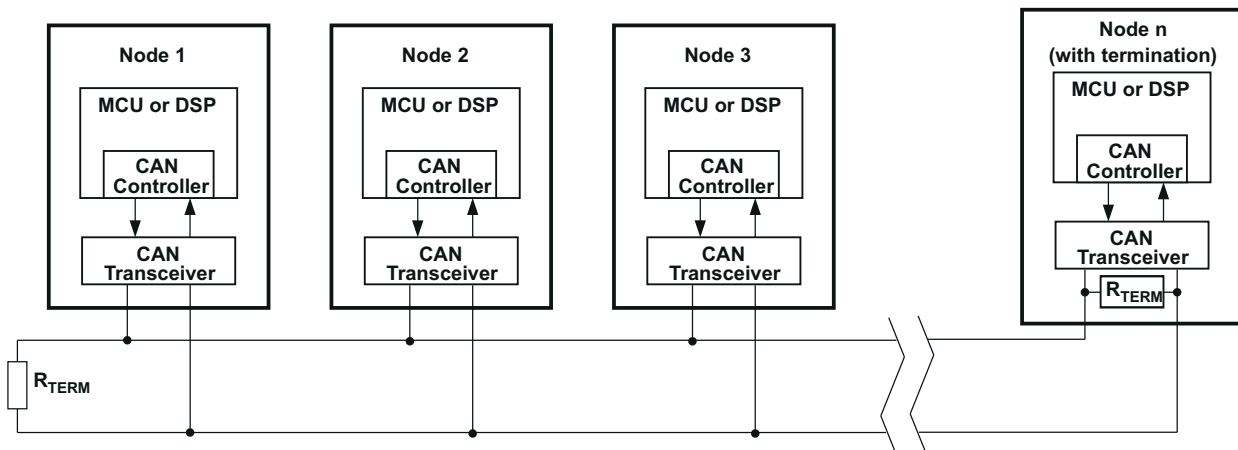 Node 1
MCU or DSP
CAN
Controller
CAN
Transceiver
Node 2
MCU or DSP
CAN
Controller
CAN
Transceiver
Node 3
MCU or DSP
CAN
Controller
CAN
Transceiver
Node n
(with termination)
MCU or DSP
CAN
Controller
CAN
Transceiver
RTERM
RTERM